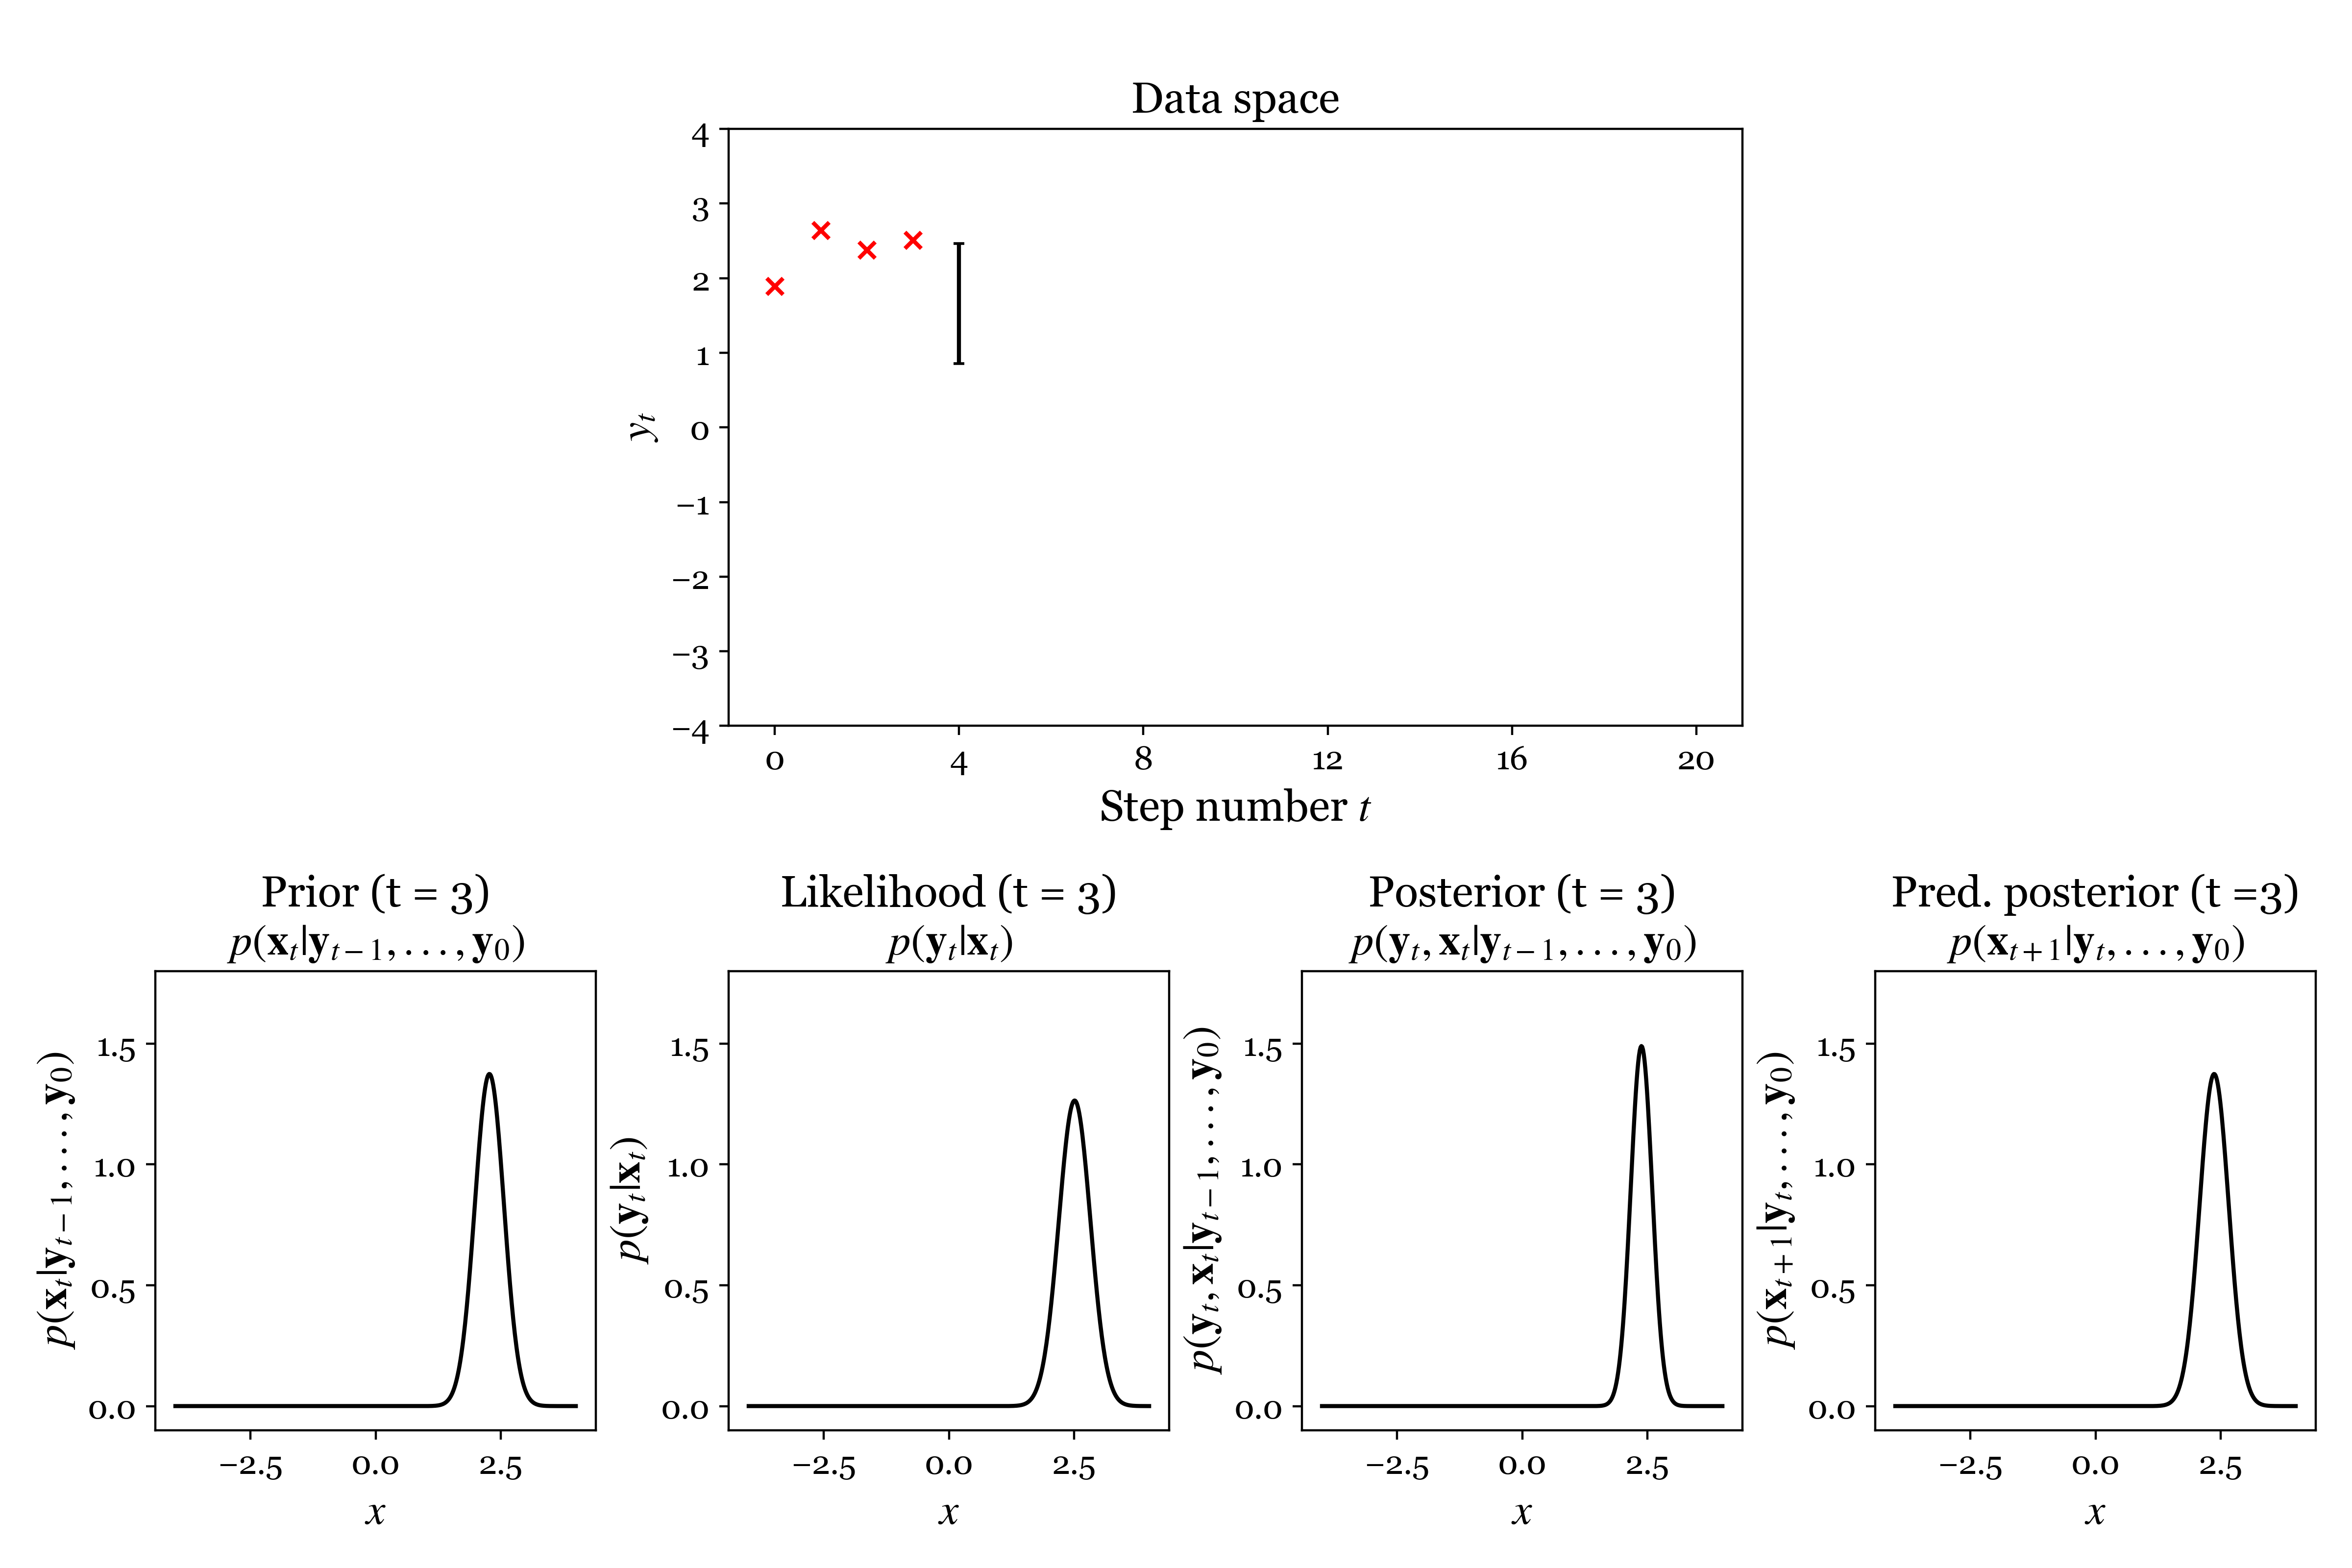 Data space
4
3
2
1
0
−1
−2
−3
−4
y_t
0 4 8 12 16 20
Step number t
Prior (t = 3)
p(x_t|y_{t−1}, . . . , y_0)
p(x_t|y_{t−1}, . . . , y_0)
1.5
1.0
0.5
0.0
−2.5 0.0 2.5
x
Likelihood (t = 3)
p(y_t|x_t)
p(y_t|x_t)
1.5
1.0
0.5
0.0
−2.5 0.0 2.5
x
Posterior (t = 3)
p(y_t, x_t|y_{t−1}, . . . , y_0)
p(y_t, x_t|y_{t−1}, . . . , y_0)
1.5
1.0
0.5
0.0
−2.5 0.0 2.5
x
Pred. posterior (t =3)
p(x_{t+1}|y_t, . . . , y_0)
p(x_{t+1}|y_t, . . . , y_0)
1.5
1.0
0.5
0.0
−2.5 0.0 2.5
x